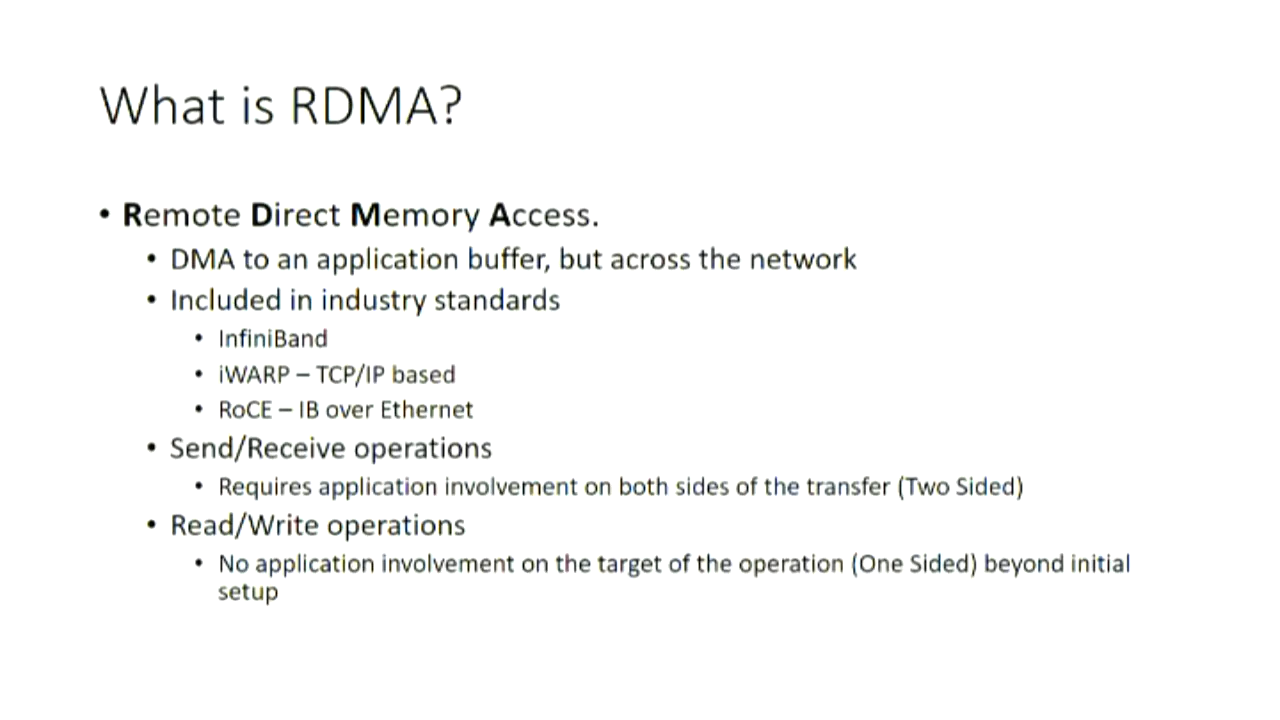 What is RDMA?
• Remote Direct Memory Access.
• DMA to an application buffer, but across the network
• Included in industry standards
• InfiniBand
• iWARP – TCP/IP based
• RoCE – IB over Ethernet
• Send/Receive operations
• Requires application involvement on both sides of the transfer (Two Sided)
• Read/Write operations
• No application involvement on the target of the operation (One Sided) beyond initial
setup